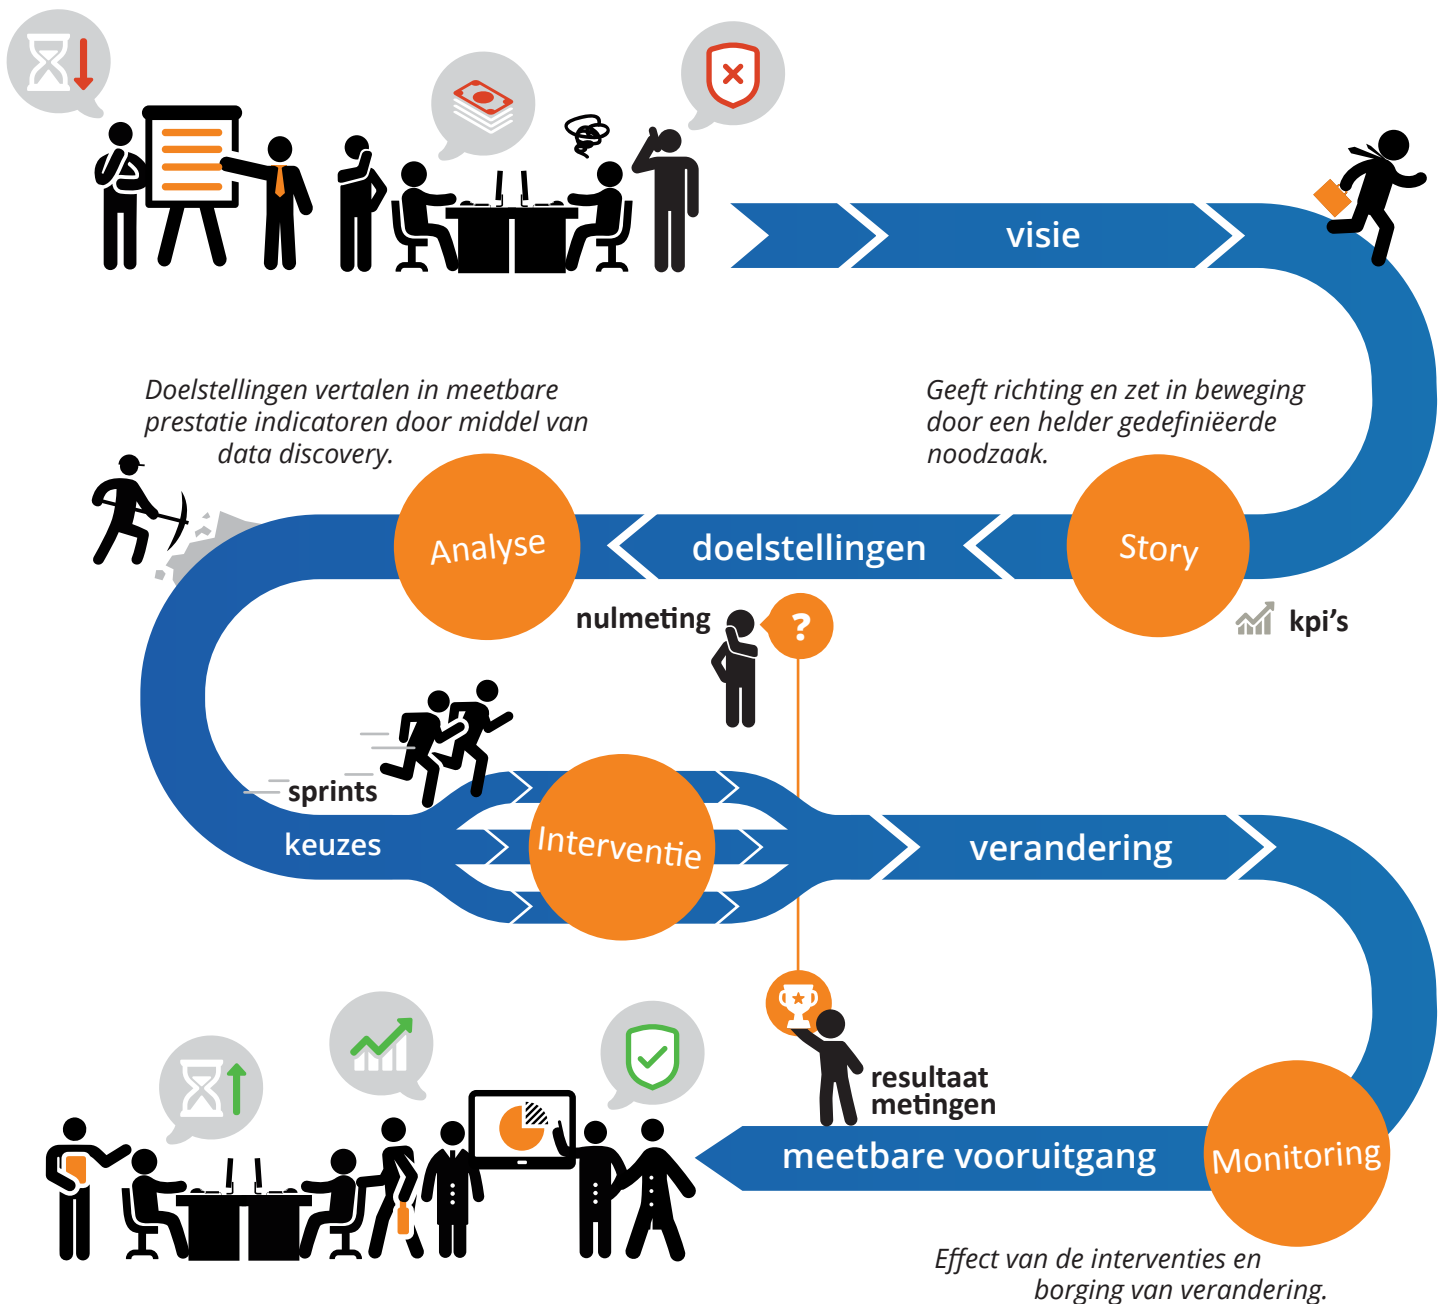 visie
Doelstellingen vertalen in meetbare
prestatie indicatoren door middel van
data discovery.
Geeft richting en zet in beweging
door een helder gedefiniëerde
noodzaak.
Analyse
doelstellingen
Story
nulmeting
?
kpi's
sprints
keuzes
Interventie
verandering
resultaat
metingen
meetbare vooruitgang
Monitoring
Effect van de interventies en
borging van verandering.